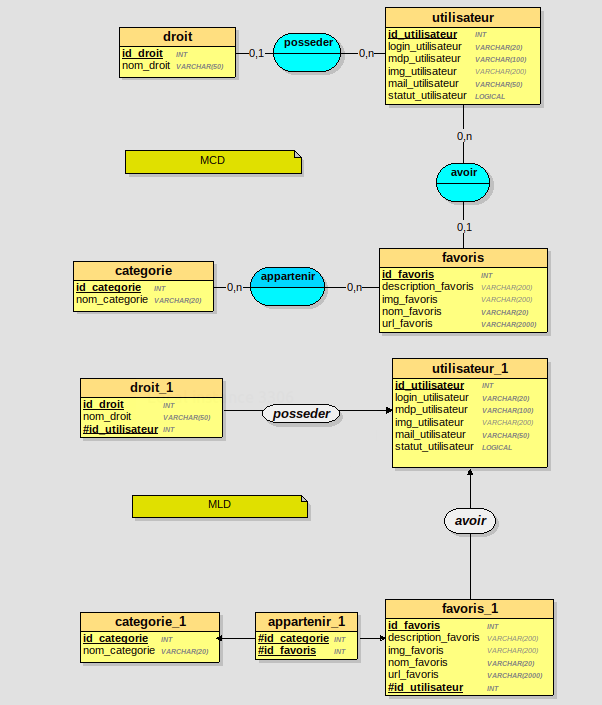 droit
id_droit INT
nom_droit VARCHAR(50)
0,1
posseder
0,n
utilisateur
id_utilisateur INT
login_utilisateur VARCHAR(20)
mdp_utilisateur VARCHAR(100)
img_utilisateur VARCHAR(200)
mail_utilisateur VARCHAR(50)
statut_utilisateur LOGICAL
0,n
MCD
avoir
0,1
categorie
id_categorie INT
nom_categorie VARCHAR(20)
0,n
appartenir
0,n
favoris
id_favoris INT
description_favoris VARCHAR(200)
img_favoris VARCHAR(200)
nom_favoris VARCHAR(20)
url_favoris VARCHAR(2000)
droit_1
id_droit INT
nom_droit VARCHAR(50)
#id_utilisateur INT
posseder
utilisateur_1
id_utilisateur INT
login_utilisateur VARCHAR(20)
mdp_utilisateur VARCHAR(100)
img_utilisateur VARCHAR(200)
mail_utilisateur VARCHAR(50)
statut_utilisateur LOGICAL
MLD
avoir
categorie_1
id_categorie INT
nom_categorie VARCHAR(20)
appartenir_1
#id_categorie INT
#id_favoris INT
favoris_1
id_favoris INT
description_favoris VARCHAR(200)
img_favoris VARCHAR(200)
nom_favoris VARCHAR(20)
url_favoris VARCHAR(2000)
#id_utilisateur INT